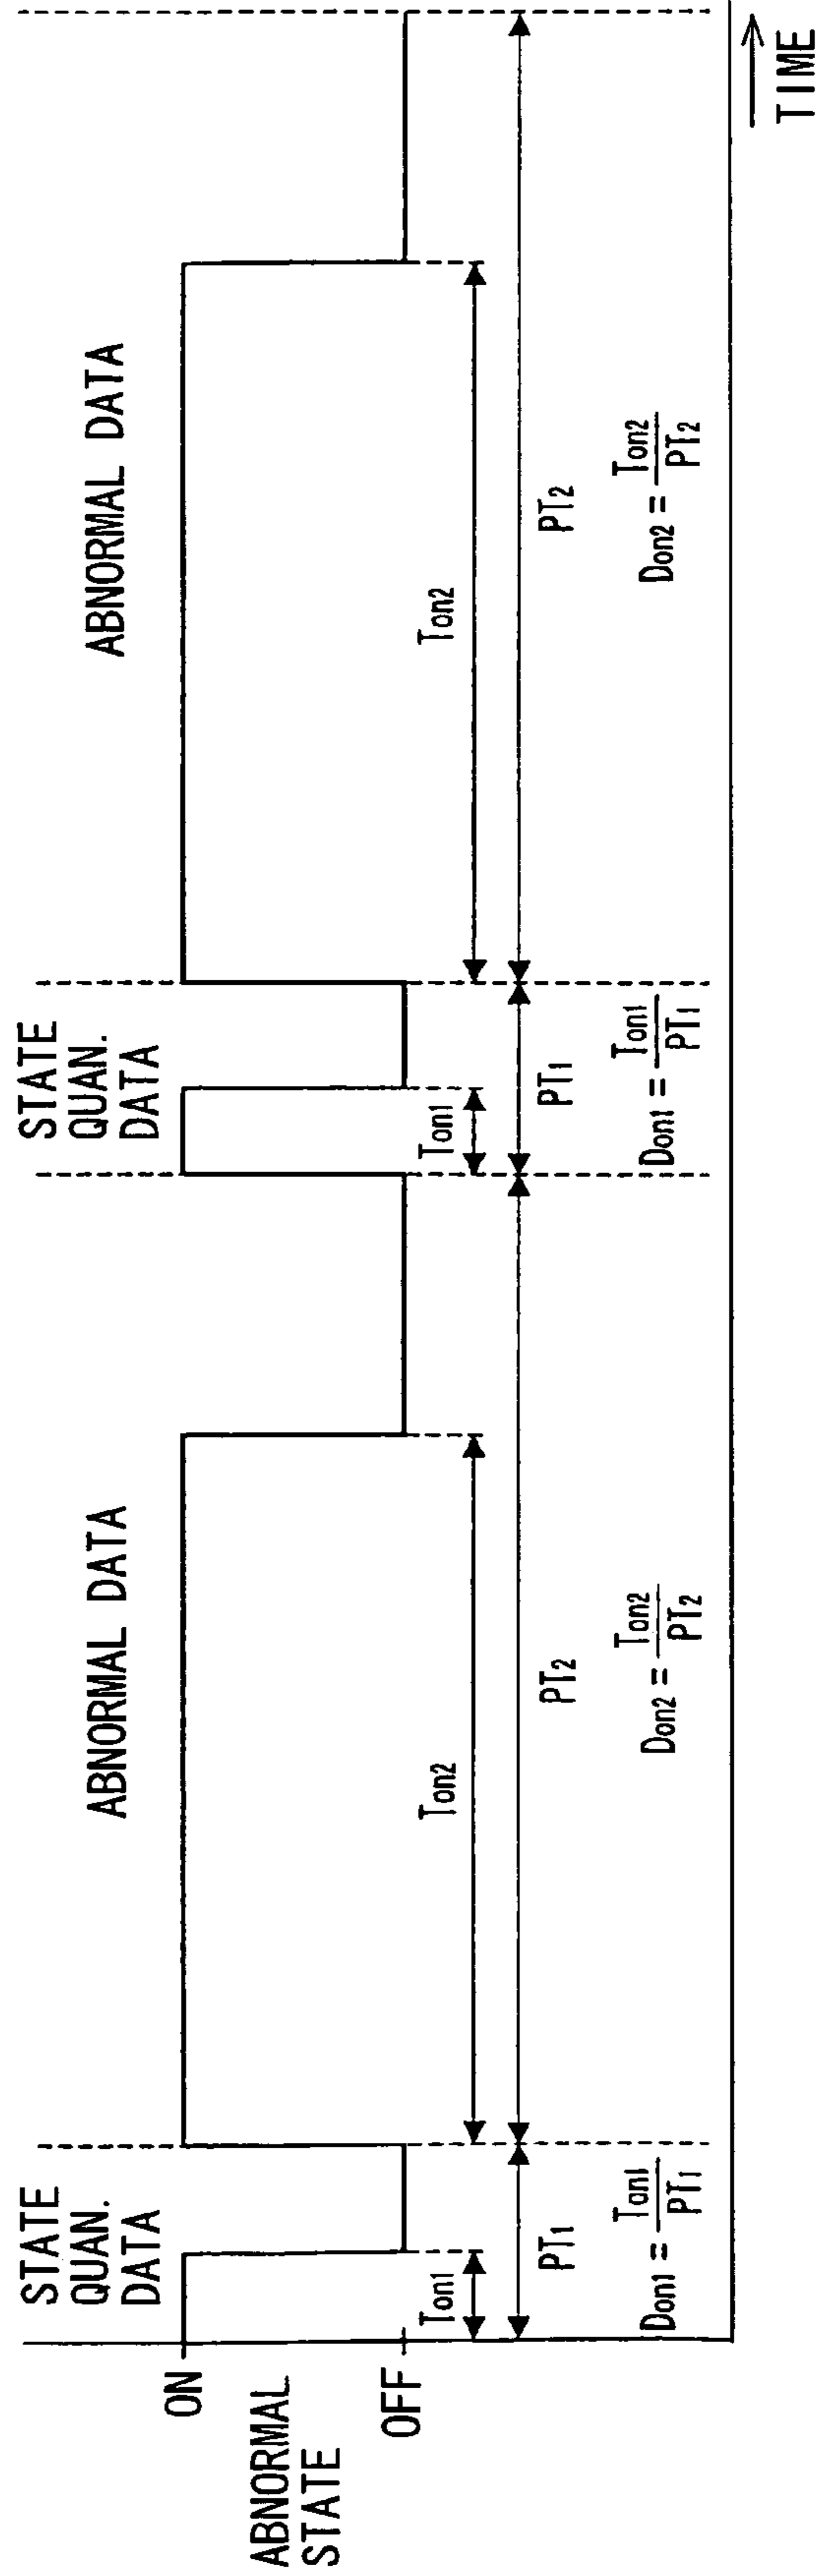 STATE
QUAN.
DATA
ABNORMAL DATA
STATE
QUAN.
DATA
ABNORMAL DATA
ON
ABNORMAL
STATE
OFF
Ton1
Ton2
Ton1
Ton2
PT1
PT2
PT1
PT2
Don1 = Ton1
PT1
Don2 = Ton2
PT2
Don1 = Ton1
PT1
Don2 = Ton2
PT2
TIME